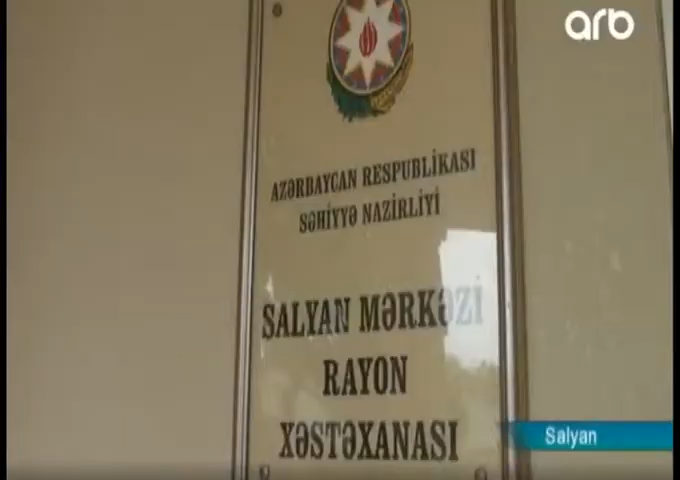 arb
AZƏRBAYCAN RESPUBLİKASI
SƏHİYYƏ NAZİRLİYİ
SALYAN MƏRKƏZİ
RAYON
XƏSTƏXANASI
Salyan